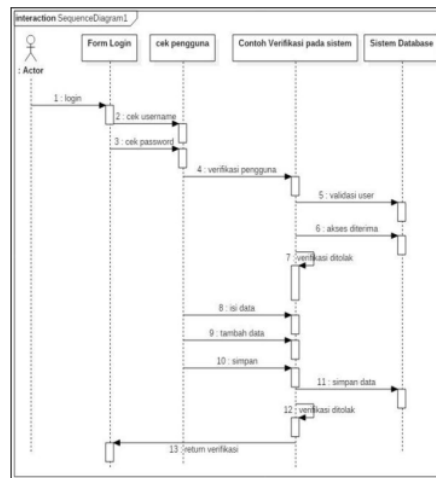 interaction SequenceDiagram1
Form Login
cek pengguna
Contoh Verifikasi pada sistem
Sistem Database
: Actor
1 : login
2 : cek username
3 : cek password
4 : verifikasi pengguna
5 : validasi user
6 : akses diterima
7 : verifikasi ditolak
8 : isi data
9 : tambah data
10 : simpan
11 : simpan data
12 : verifikasi ditolak
13 : return verifikasi